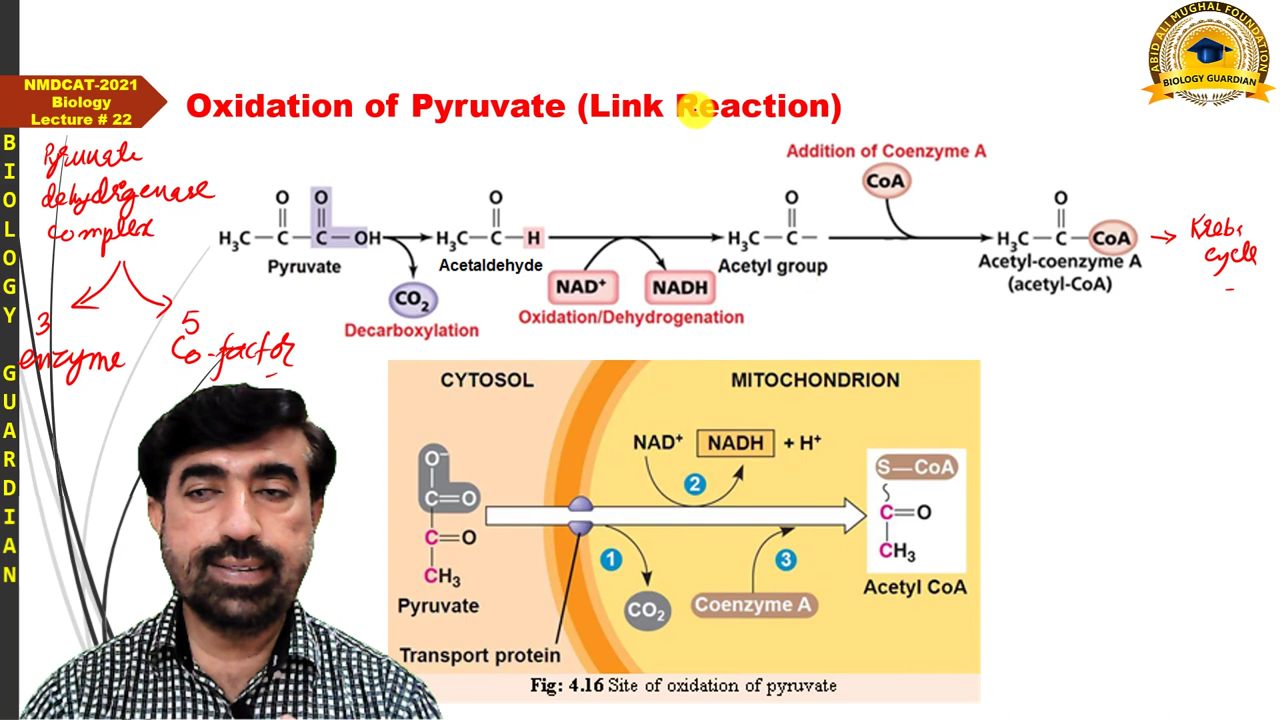 ABID ALI MUGHAL FOUNDATION
BIOLOGY GUARDIAN
NMDCAT-2021
Biology
Lecture # 22
Oxidation of Pyruvate (Link Reaction)
BIOLOGY GUARDIAN
Pyruvate
dehydrogenase
complex
3
enzyme
5
Co-factor
Addition of Coenzyme A
CoA
O O O O O
H₃C — C — C — OH H₃C — C — H H₃C — C — H₃C — C — CoA
Pyruvate
Acetaldehyde
Acetyl group
Acetyl-coenzyme A
(acetyl-CoA)
Krebs
cycle
CO₂
Decarboxylation
NAD⁺ NADH
Oxidation/Dehydrogenation
CYTOSOL MITOCHONDRION
NAD⁺ NADH + H⁺
O⁻
C=O
C=O
CH₃
Pyruvate
2
1
3
CO₂
Coenzyme A
S—CoA
C=O
CH₃
Acetyl CoA
Transport protein
Fig: 4.16 Site of oxidation of pyruvate